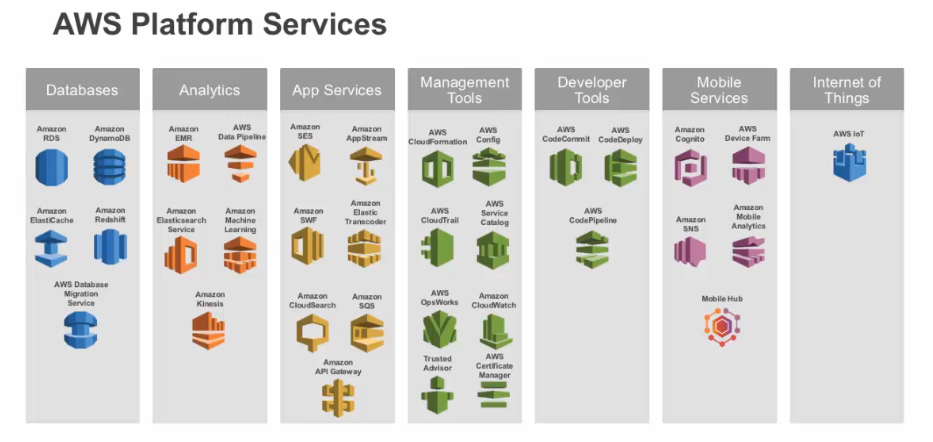 AWS Platform Services
Databases
Amazon
RDS
Amazon
DynamoDB
Amazon
ElastiCache
Amazon
Redshift
AWS Database
Migration
Service
Analytics
Amazon
EMR
AWS
Data Pipeline
Amazon
Elasticsearch
Service
Amazon
Machine
Learning
Amazon
Kinesis
App Services
Amazon
SES
Amazon
AppStream
Amazon
SWF
Amazon
Elastic
Transcoder
Amazon
CloudSearch
Amazon
SQS
Amazon
API Gateway
Management
Tools
AWS
CloudFormation
AWS
Config
AWS
CloudTrail
AWS
Service
Catalog
AWS
OpsWorks
Amazon
CloudWatch
Trusted
Advisor
AWS
Certificate
Manager
Developer
Tools
AWS
CodeCommit
AWS
CodeDeploy
AWS
CodePipeline
Mobile
Services
Amazon
Cognito
AWS
Device Farm
Amazon
SNS
Amazon
Mobile
Analytics
Mobile Hub
Internet of
Things
AWS IoT